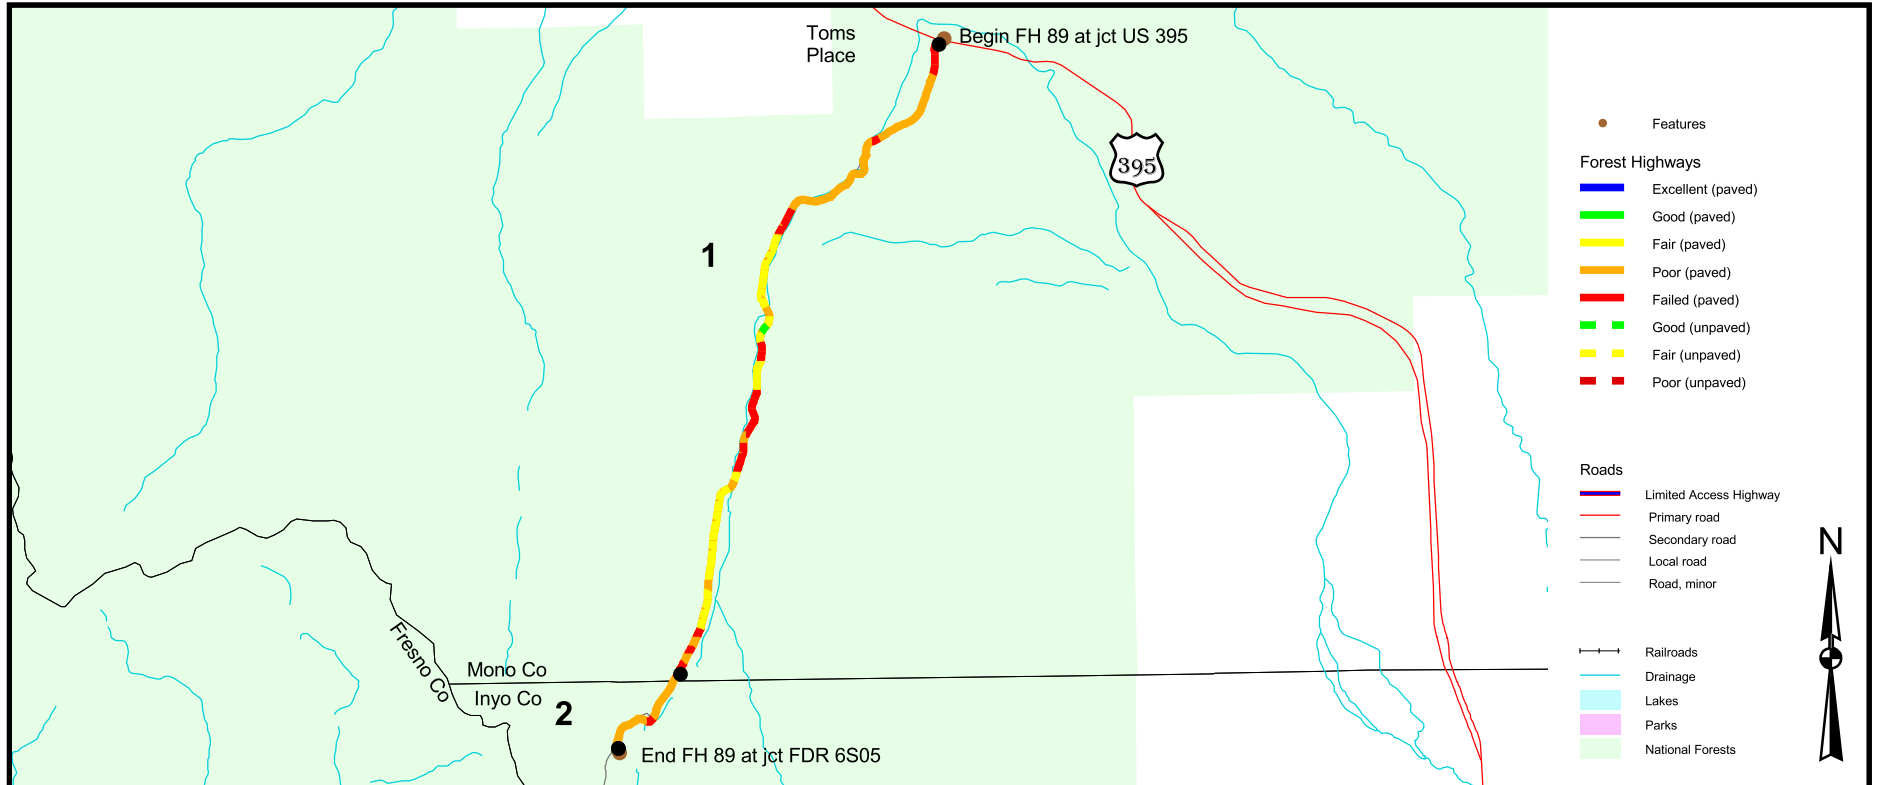 Toms
Place
Begin FH 89 at jct US 395
395
1
Fresno Co
Mono Co
Inyo Co
2
End FH 89 at jct FDR 6S05
Features
Forest Highways
Excellent (paved)
Good (paved)
Fair (paved)
Poor (paved)
Failed (paved)
Good (unpaved)
Fair (unpaved)
Poor (unpaved)
Roads
Limited Access Highway
Primary road
Secondary road
Local road
Road, minor
Railroads
Drainage
Lakes
Parks
National Forests
N